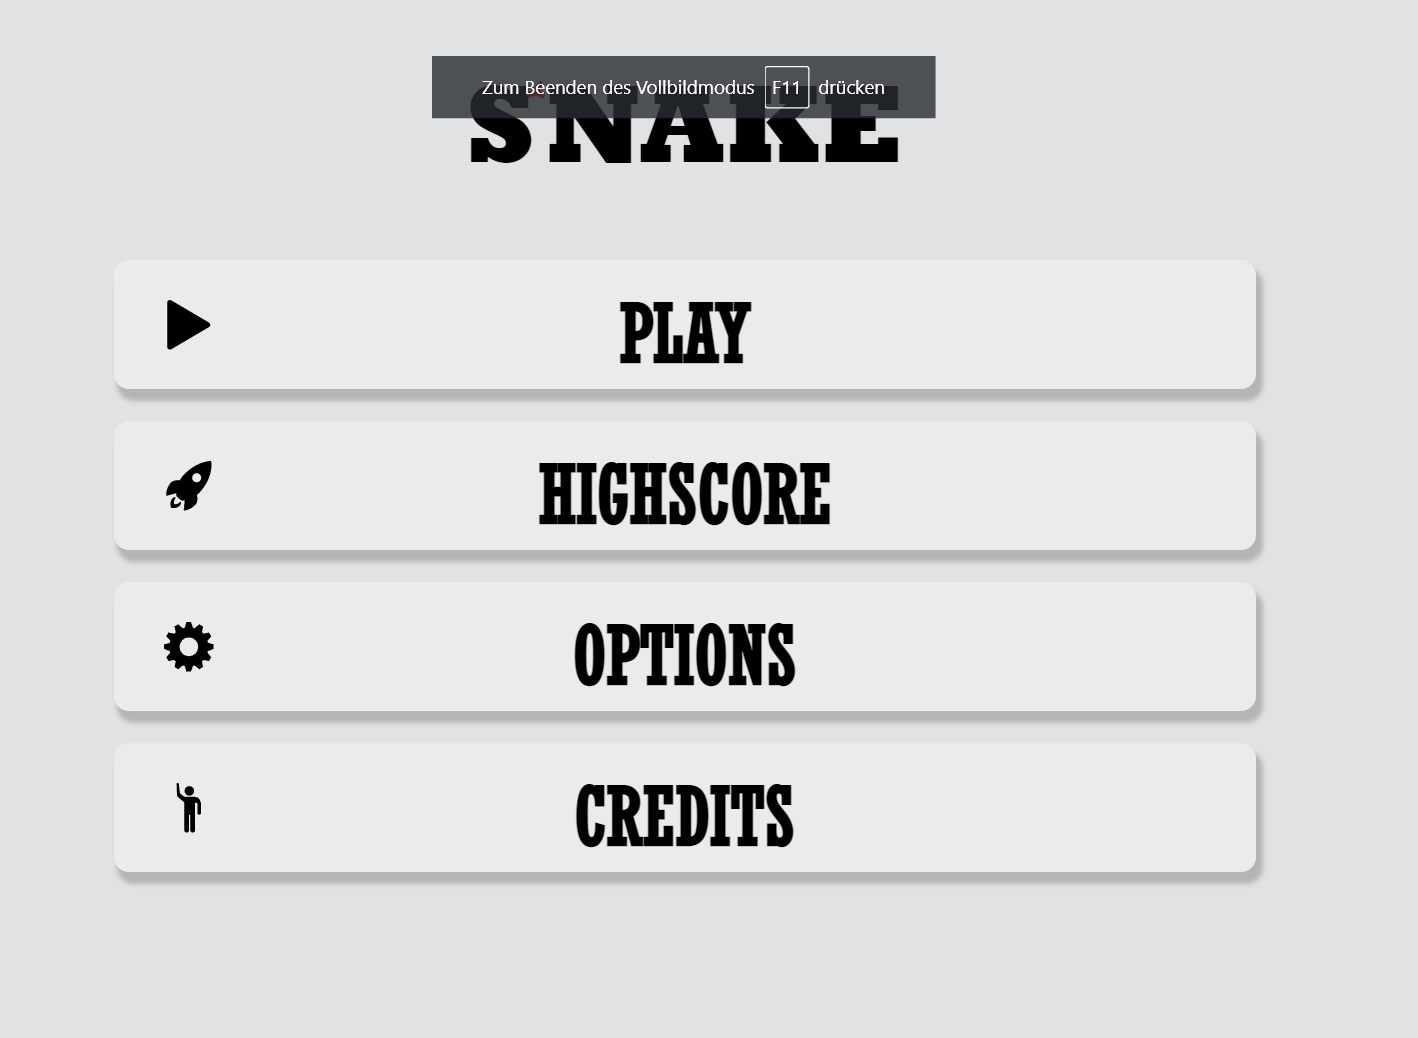 Zum Beenden des Vollbildmodus F11 drücken
SNAKE
PLAY
HIGHSCORE
OPTIONS
CREDITS